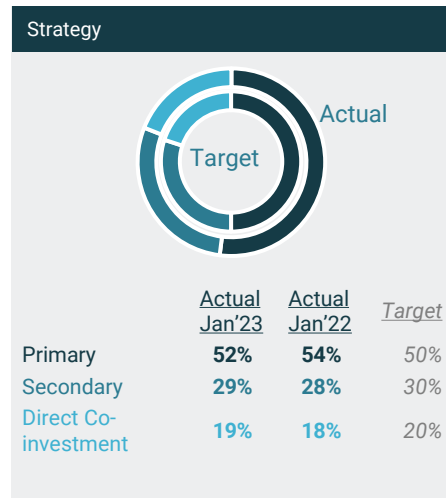 Strategy
Actual
Target
Actual Jan'23 Actual Jan'22 Target
Primary 52% 54% 50%
Secondary 29% 28% 30%
Direct Co-
investment 19% 18% 20%